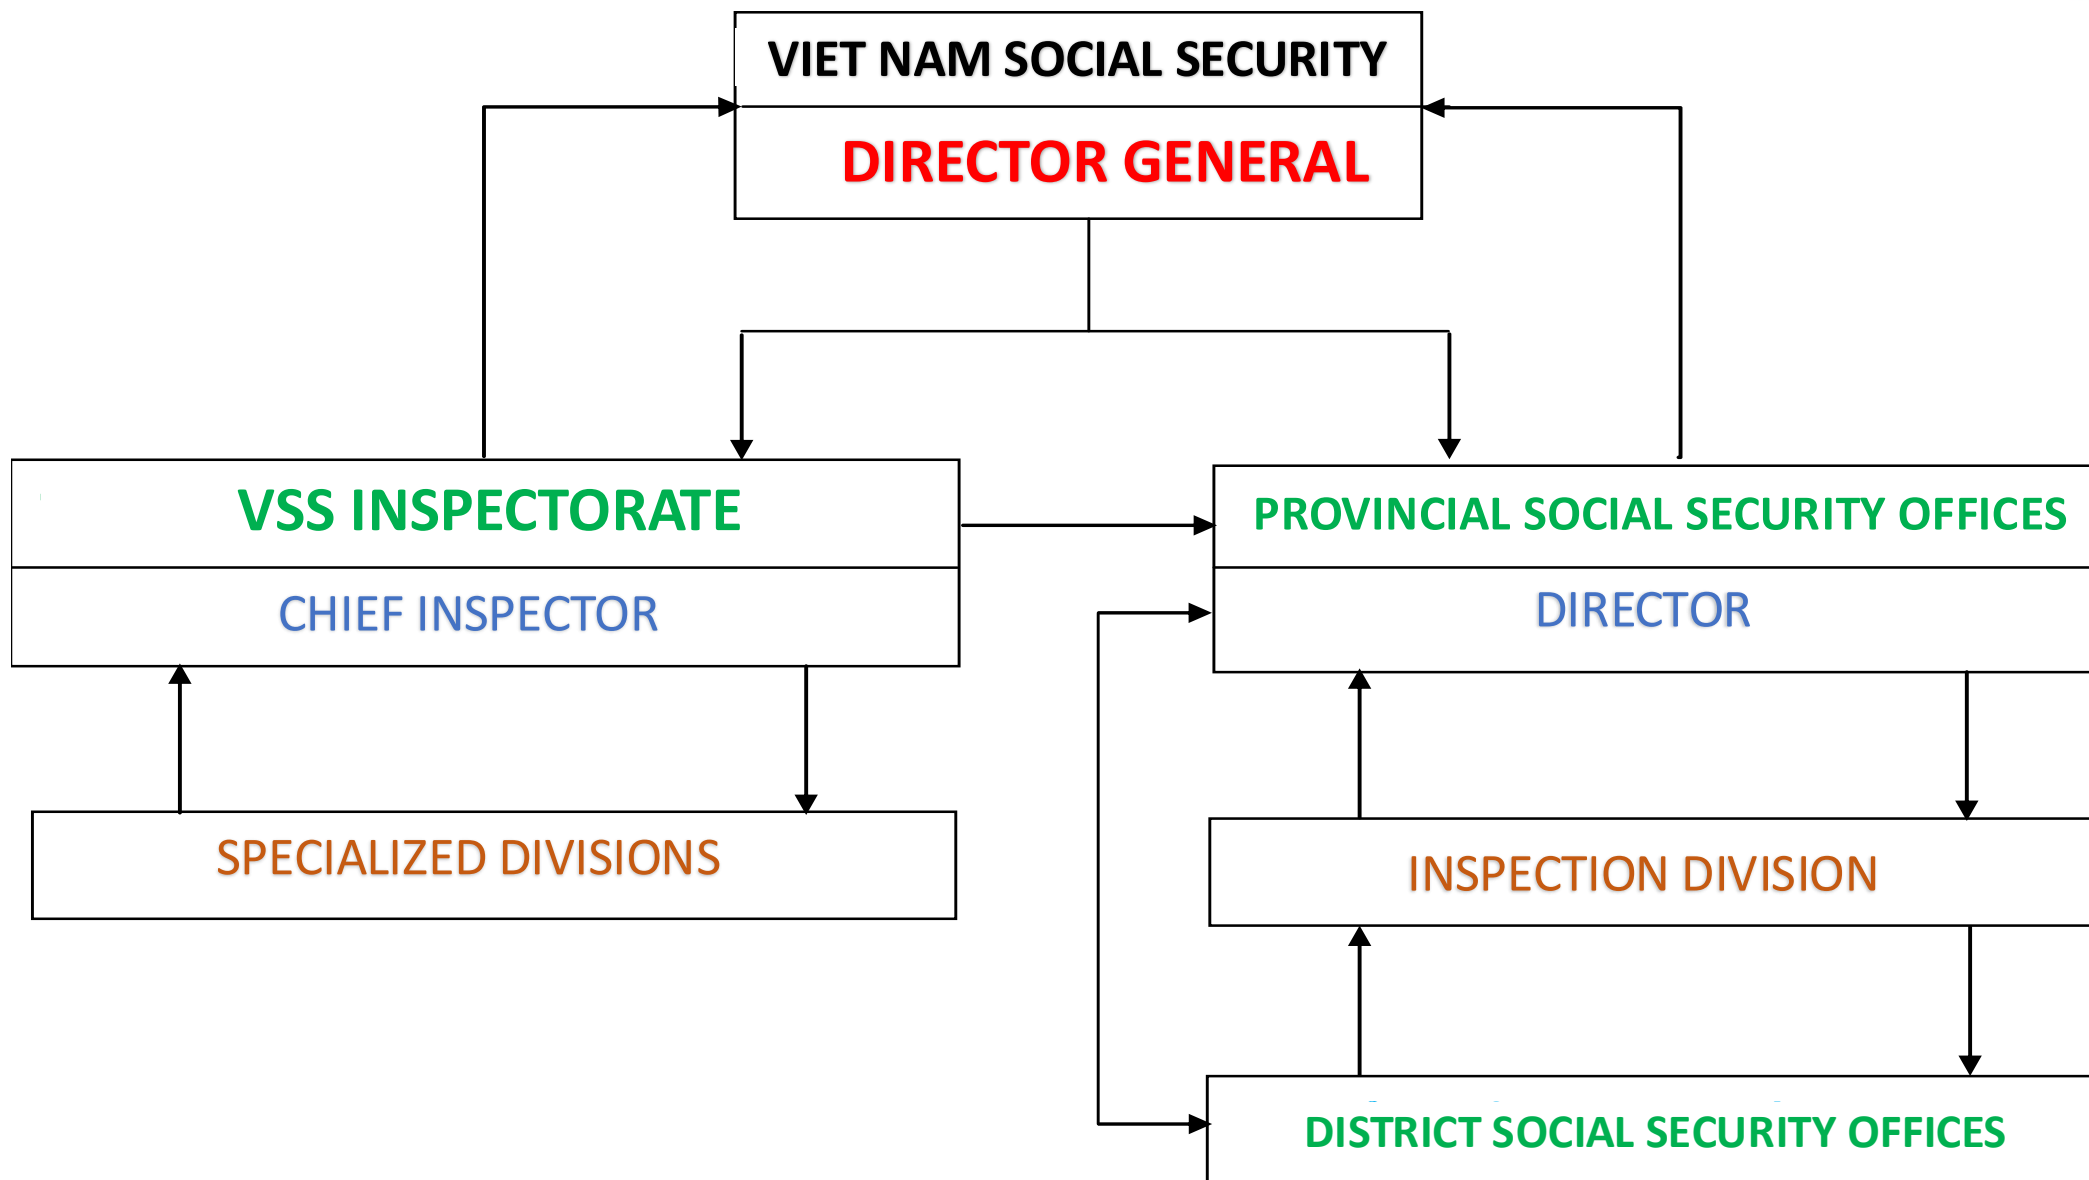 VIET NAM SOCIAL SECURITY
DIRECTOR GENERAL
VSS INSPECTORATE
CHIEF INSPECTOR
PROVINCIAL SOCIAL SECURITY OFFICES
DIRECTOR
SPECIALIZED DIVISIONS
INSPECTION DIVISION
DISTRICT SOCIAL SECURITY OFFICES